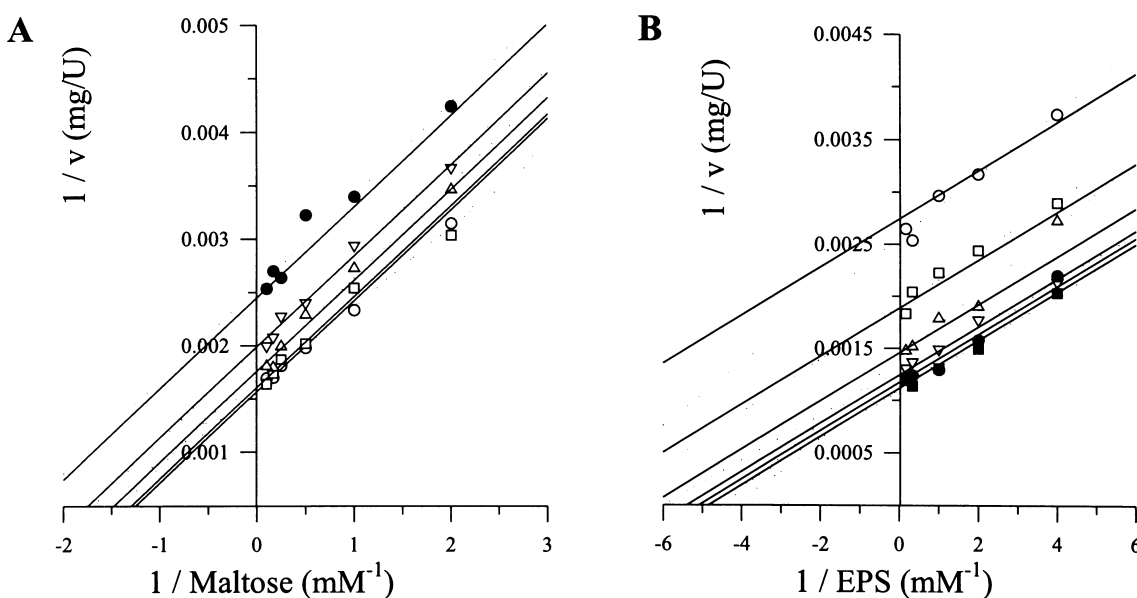 A
1 / v (mg/U)
0.005
0.004
0.003
0.002
0.001
-2 -1 0 1 2 3
1 / Maltose (mM-1)
B
1 / v (mg/U)
0.0045
0.0035
0.0025
0.0015
0.0005
-6 -4 -2 0 2 4 6
1 / EPS (mM-1)